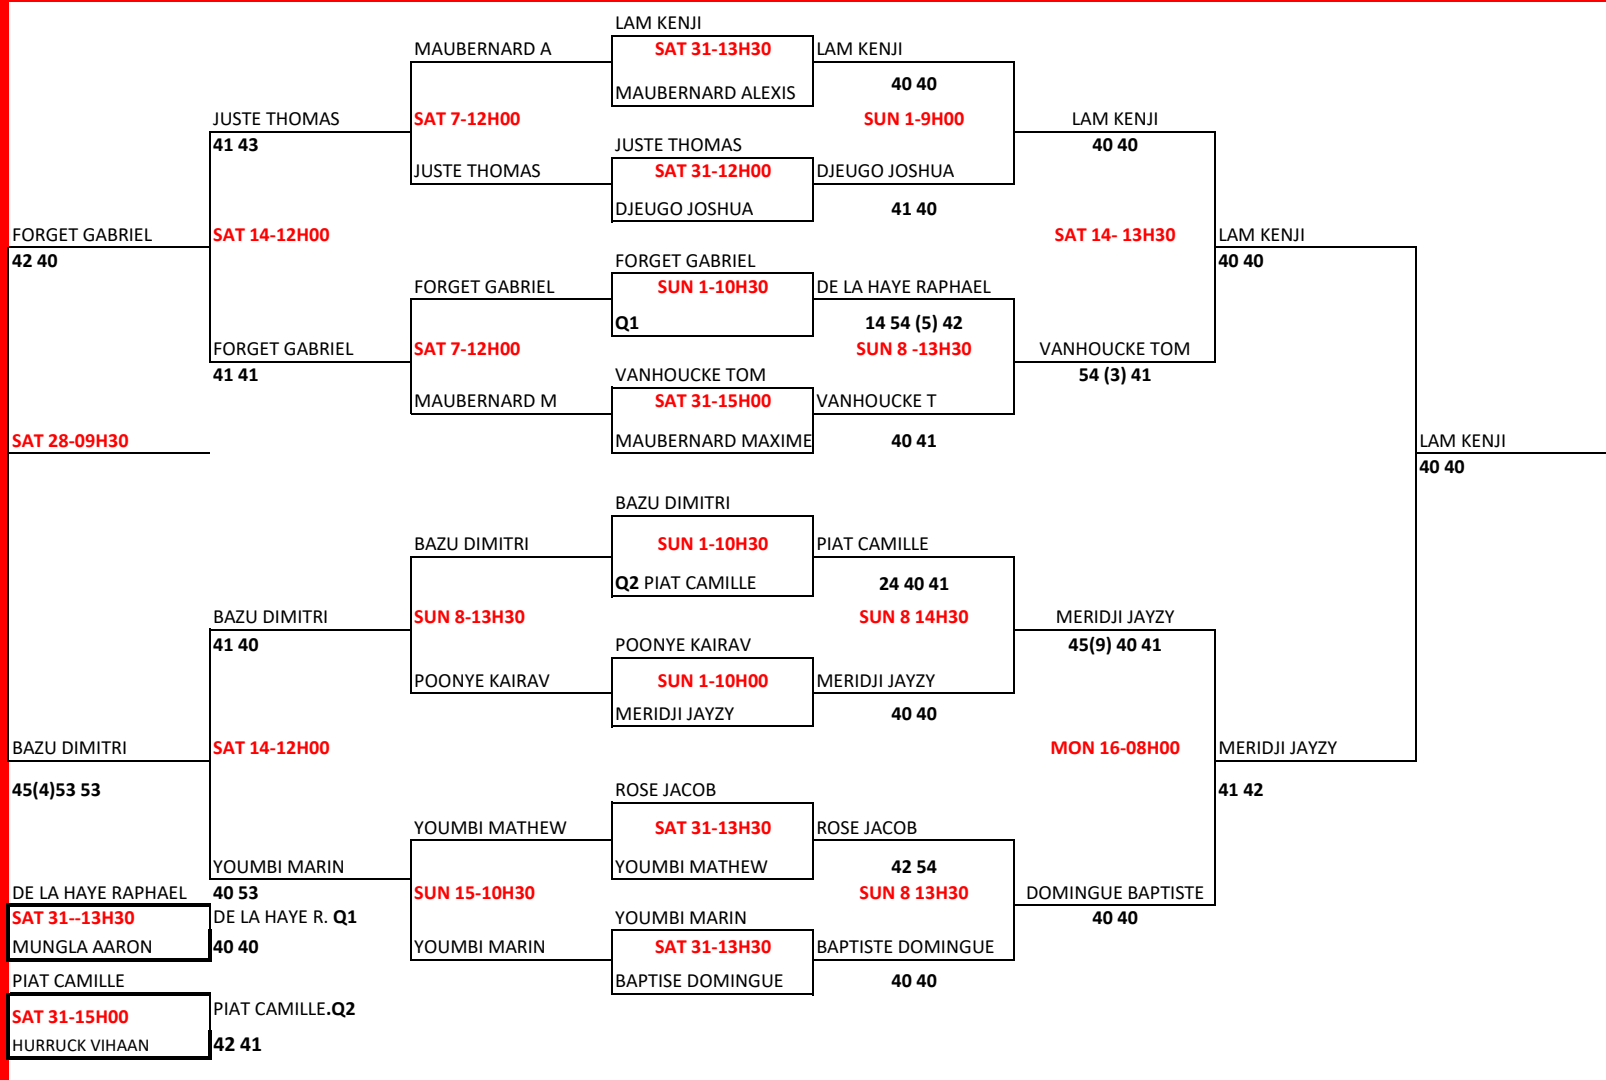 LAM KENJI
MAUBERNARD A
SAT 31-13H30
LAM KENJI
40 40
MAUBERNARD ALEXIS
JUSTE THOMAS
SAT 7-12H00
SUN 1-9H00
LAM KENJI
41 43
JUSTE THOMAS
40 40
JUSTE THOMAS
SAT 31-12H00
DJEUGO JOSHUA
DJEUGO JOSHUA
41 40
FORGET GABRIEL
SAT 14-12H00
SAT 14- 13H30
LAM KENJI
42 40
FORGET GABRIEL
40 40
FORGET GABRIEL
SUN 1-10H30
DE LA HAYE RAPHAEL
Q1
14 54 (5) 42
FORGET GABRIEL
SAT 7-12H00
SUN 8 -13H30
VANHOUCKE TOM
41 41
VANHOUCKE TOM
54 (3) 41
MAUBERNARD M
SAT 31-15H00
VANHOUCKE T
SAT 28-09H30
MAUBERNARD MAXIME
40 41
LAM KENJI
40 40
BAZU DIMITRI
BAZU DIMITRI
SUN 1-10H30
PIAT CAMILLE
Q2 PIAT CAMILLE
24 40 41
BAZU DIMITRI
SUN 8-13H30
SUN 8 14H30
MERIDJI JAYZY
41 40
POONYE KAIRAV
45(9) 40 41
POONYE KAIRAV
SUN 1-10H00
MERIDJI JAYZY
MERIDJI JAYZY
40 40
BAZU DIMITRI
SAT 14-12H00
MON 16-08H00
MERIDJI JAYZY
45(4)53 53
ROSE JACOB
41 42
YOUMBI MATHEW
SAT 31-13H30
ROSE JACOB
YOUMBI MARIN
YOUMBI MATHEW
42 54
DE LA HAYE RAPHAEL
40 53
SUN 15-10H30
SUN 8 13H30
DOMINGUE BAPTISTE
SAT 31--13H30
DE LA HAYE R. Q1
YOUMBI MARIN
40 40
MUNGLA AARON
40 40
YOUMBI MARIN
SAT 31-13H30
BAPTISTE DOMINGUE
PIAT CAMILLE
BAPTISE DOMINGUE
40 40
SAT 31-15H00
PIAT CAMILLE.Q2
HURRUCK VIHAAN
42 41